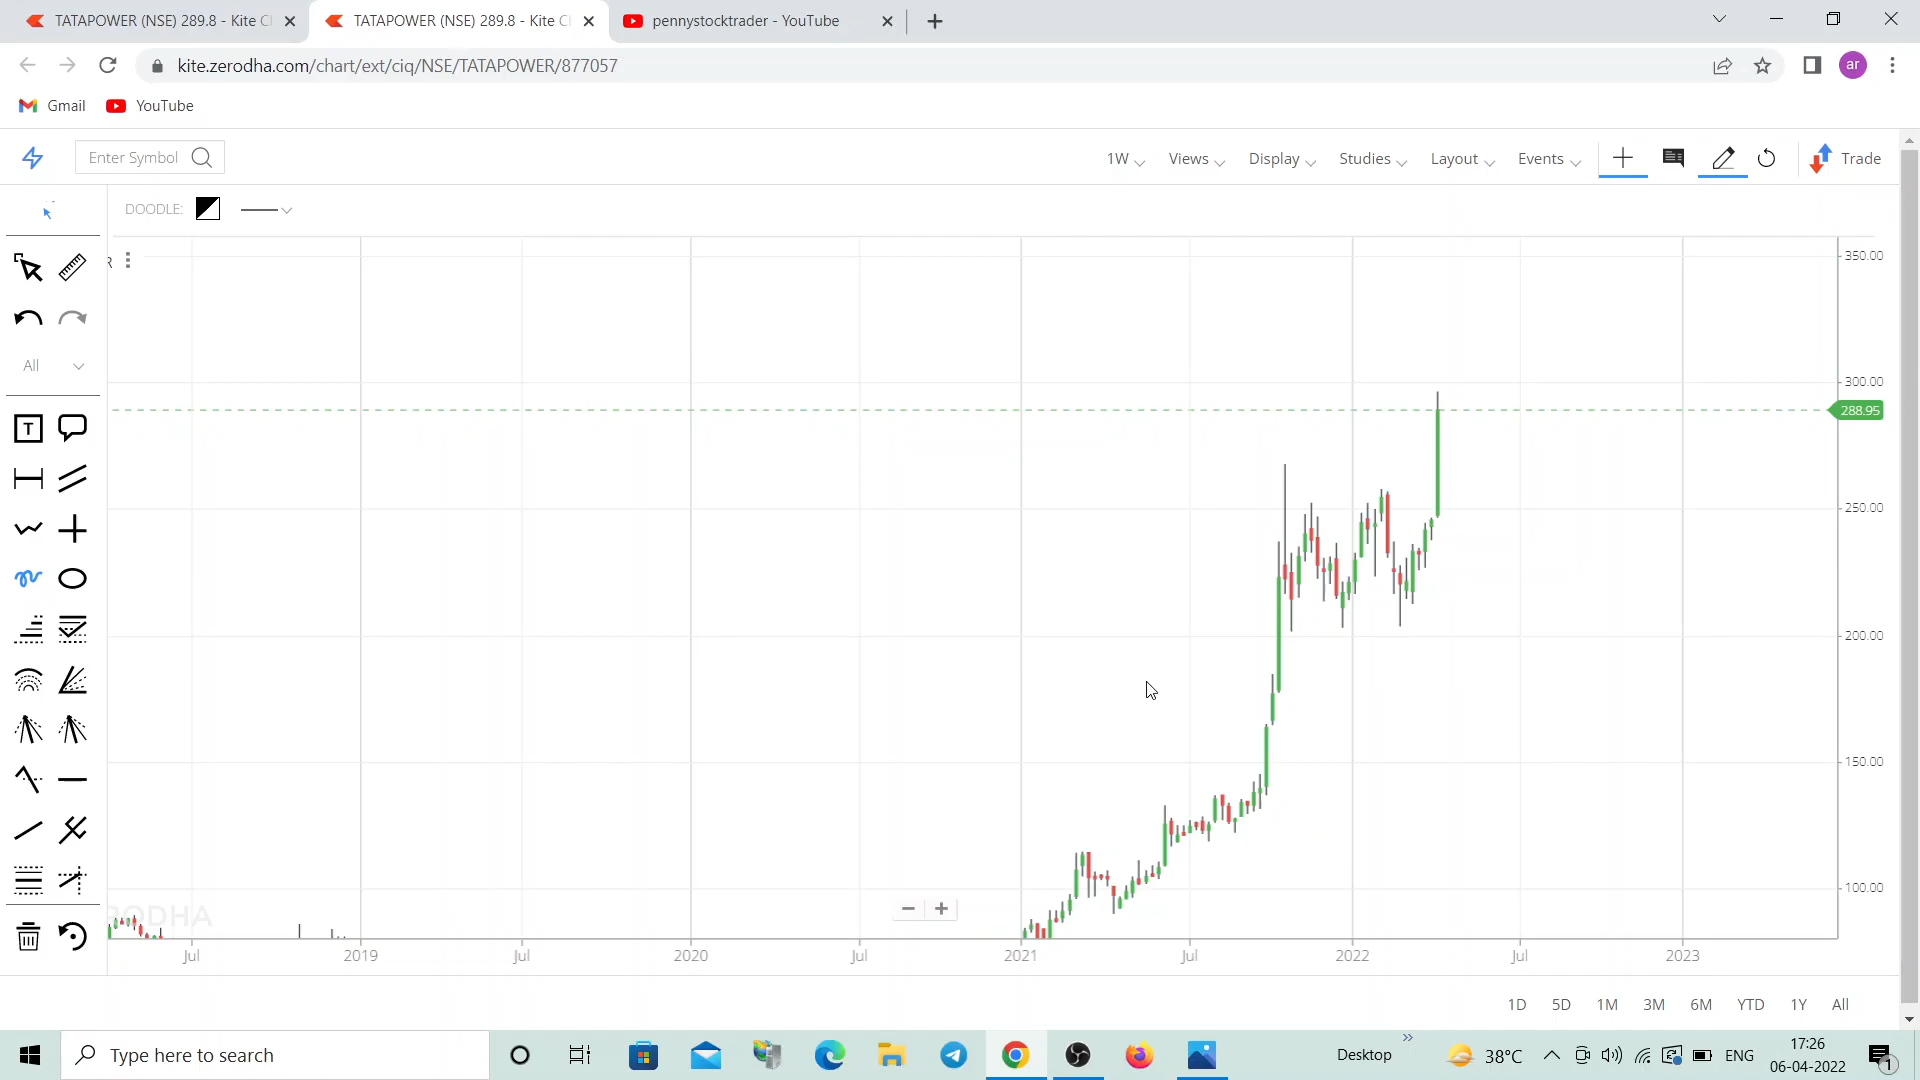 TATAPOWER (NSE) 289.8 - Kite C
TATAPOWER (NSE) 289.8 - Kite C
pennystocktrader - YouTube
kite.zerodha.com/chart/ext/ciq/NSE/TATAPOWER/877057
ar
Gmail
YouTube
Enter Symbol
1W
Views
Display
Studies
Layout
Events
Trade
DOODLE:
R
All
T
350.00
300.00
288.95
250.00
200.00
150.00
100.00
RODHA
Jul
2019
Jul
2020
Jul
2021
Jul
2022
Jul
2023
1D
5D
1M
3M
6M
YTD
1Y
All
Type here to search
Desktop
38°C
ENG
17:26
06-04-2022
1